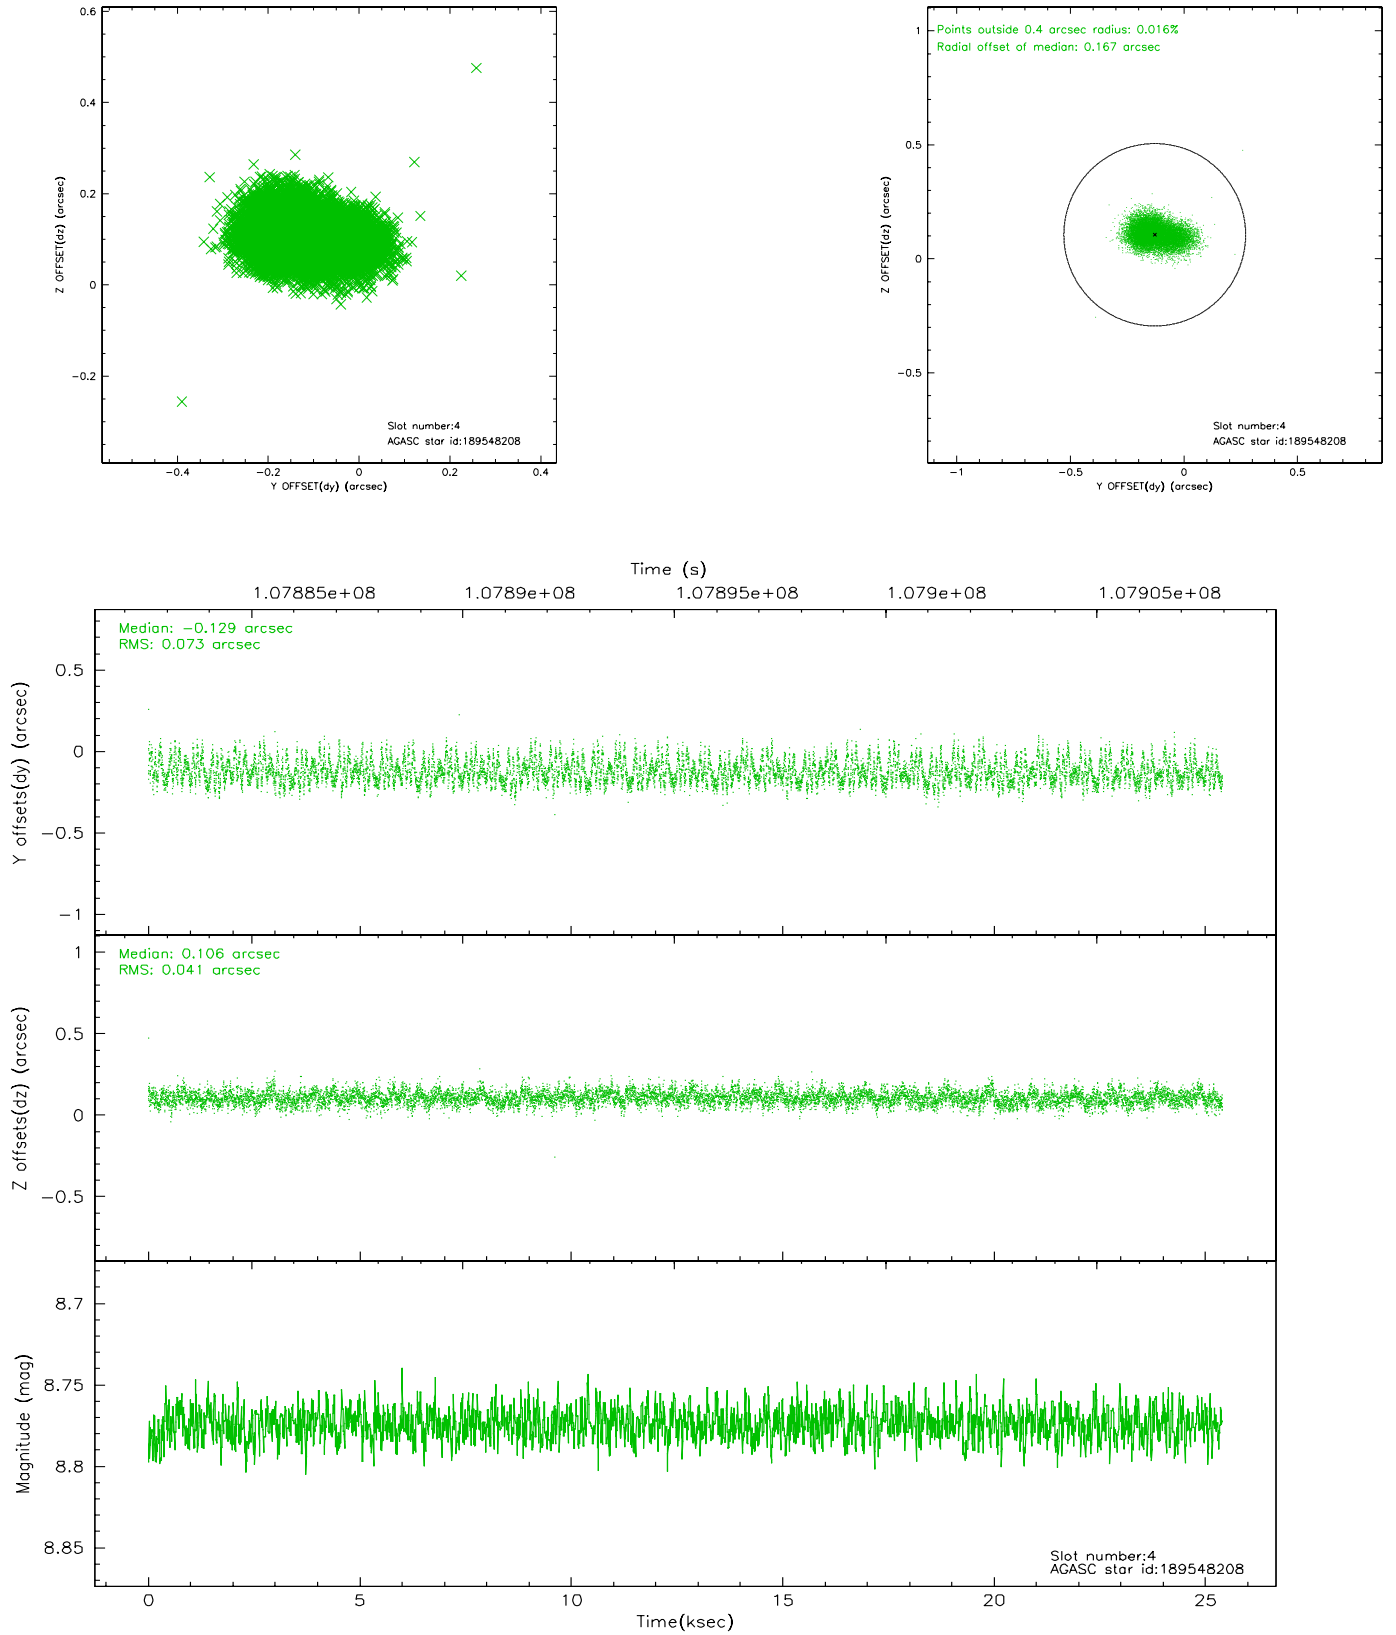 0.6
0.4
0.2
0
−0.2
Z OFFSET(dz) (arcsec)
Slot number:4
AGASC star id:189548208
−0.4 −0.2 0 0.2 0.4
Y OFFSET(dy) (arcsec)
Points outside 0.4 arcsec radius: 0.016%
Radial offset of median: 0.167 arcsec
1
0.5
0
−0.5
Z OFFSET(dz) (arcsec)
Slot number:4
AGASC star id:189548208
−1 −0.5 0 0.5
Y OFFSET(dy) (arcsec)
Time (s)
1.07885e+08 1.0789e+08 1.07895e+08 1.079e+08 1.07905e+08
Median: −0.129 arcsec
RMS: 0.073 arcsec
0.5
0
−0.5
−1
Y offsets(dy) (arcsec)
Median: 0.106 arcsec
RMS: 0.041 arcsec
1
0.5
0
−0.5
Z offsets(dz) (arcsec)
8.7
8.75
8.8
8.85
Magnitude (mag)
Slot number:4
AGASC star id:189548208
0 5 10 15 20 25
Time(ksec)